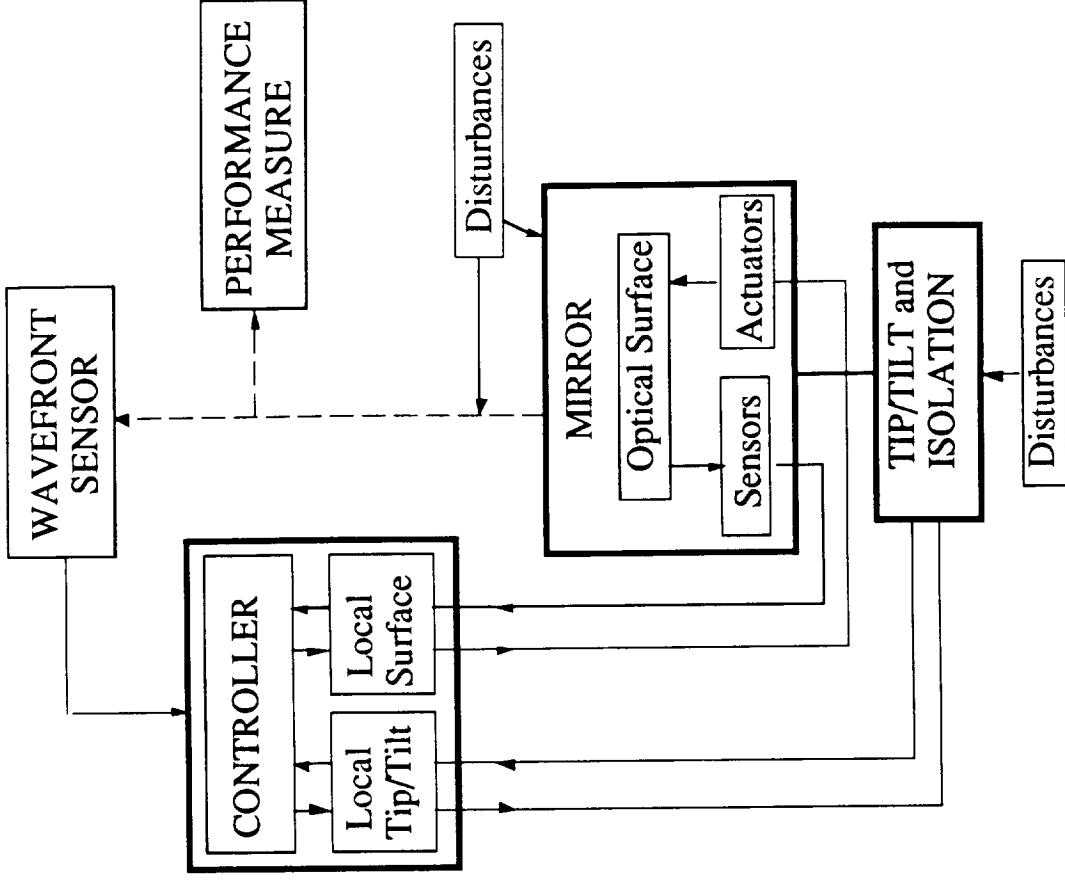 WAVEFRONT
SENSOR
PERFORMANCE
MEASURE
CONTROLLER
Local
Tip/Tilt
Local
Surface
Disturbances
MIRROR
Optical Surface
Sensors
Actuators
TIP/TILT and
ISOLATION
Disturbances